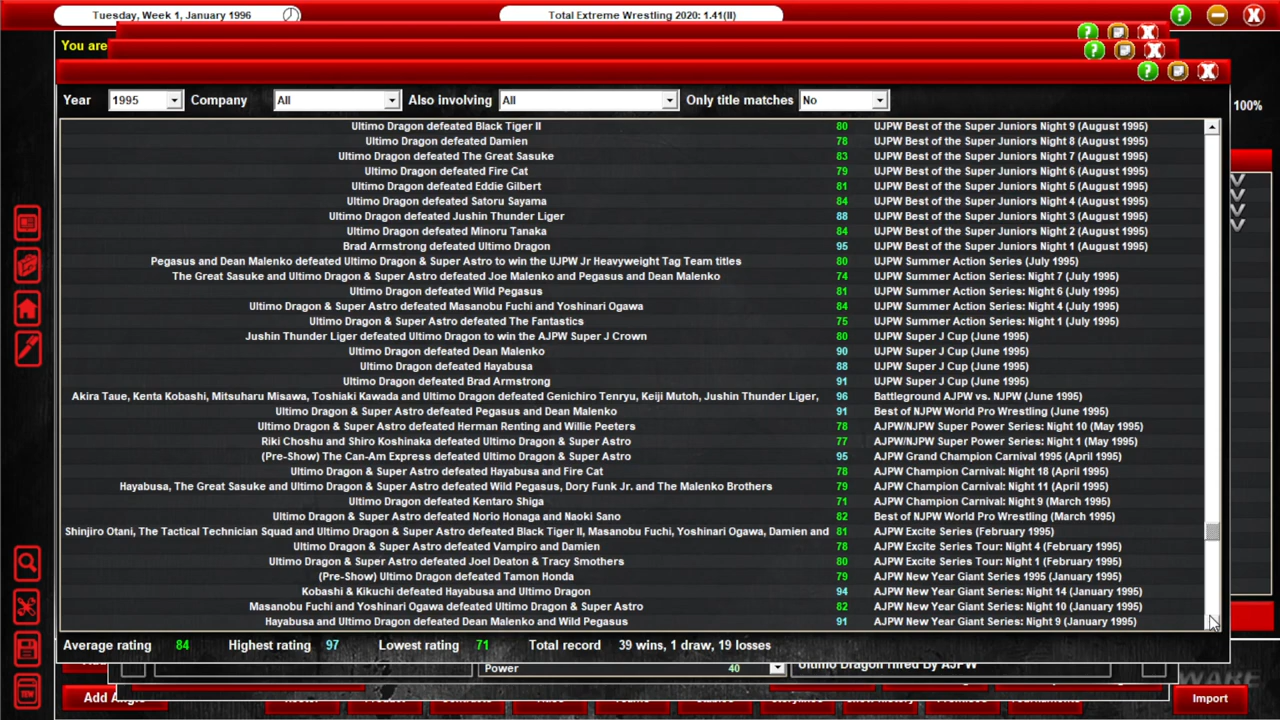 Tuesday, Week 1, January 1996
Total Extreme Wrestling 2020: 1.41(II)
You are
100%
Year 1995 Company All Also involving All Only title matches No
Ultimo Dragon defeated Black Tiger II 80 UJPW Best of the Super Juniors Night 9 (August 1995)
Ultimo Dragon defeated Damien 78 UJPW Best of the Super Juniors Night 8 (August 1995)
Ultimo Dragon defeated The Great Sasuke 83 UJPW Best of the Super Juniors Night 7 (August 1995)
Ultimo Dragon defeated Fire Cat 79 UJPW Best of the Super Juniors Night 6 (August 1995)
Ultimo Dragon defeated Eddie Gilbert 81 UJPW Best of the Super Juniors Night 5 (August 1995)
Ultimo Dragon defeated Satoru Sayama 84 UJPW Best of the Super Juniors Night 4 (August 1995)
Ultimo Dragon defeated Jushin Thunder Liger 88 UJPW Best of the Super Juniors Night 3 (August 1995)
Ultimo Dragon defeated Minoru Tanaka 84 UJPW Best of the Super Juniors Night 2 (August 1995)
Brad Armstrong defeated Ultimo Dragon 95 UJPW Best of the Super Juniors Night 1 (August 1995)
Pegasus and Dean Malenko defeated Ultimo Dragon & Super Astro to win the UJPW Jr Heavyweight Tag Team titles 80 UJPW Summer Action Series (July 1995)
The Great Sasuke and Ultimo Dragon & Super Astro defeated Joe Malenko and Pegasus and Dean Malenko 74 UJPW Summer Action Series: Night 7 (July 1995)
Ultimo Dragon defeated Wild Pegasus 81 UJPW Summer Action Series: Night 6 (July 1995)
Ultimo Dragon & Super Astro defeated Masanobu Fuchi and Yoshinari Ogawa 84 UJPW Summer Action Series: Night 4 (July 1995)
Ultimo Dragon & Super Astro defeated The Fantastics 75 UJPW Summer Action Series: Night 1 (July 1995)
Jushin Thunder Liger defeated Ultimo Dragon to win the AJPW Super J Crown 80 UJPW Super J Cup (June 1995)
Ultimo Dragon defeated Dean Malenko 90 UJPW Super J Cup (June 1995)
Ultimo Dragon defeated Hayabusa 88 UJPW Super J Cup (June 1995)
Ultimo Dragon defeated Brad Armstrong 91 UJPW Super J Cup (June 1995)
Akira Taue, Kenta Kobashi, Mitsuharu Misawa, Toshiaki Kawada and Ultimo Dragon defeated Genichiro Tenryu, Keiji Mutoh, Jushin Thunder Liger, 96 Battleground AJPW vs. NJPW (June 1995)
Ultimo Dragon & Super Astro defeated Pegasus and Dean Malenko 91 Best of NJPW World Pro Wrestling (June 1995)
Ultimo Dragon & Super Astro defeated Herman Renting and Willie Peeters 78 AJPW/NJPW Super Power Series: Night 10 (May 1995)
Riki Choshu and Shiro Koshinaka defeated Ultimo Dragon & Super Astro 77 AJPW/NJPW Super Power Series: Night 1 (May 1995)
(Pre-Show) The Can-Am Express defeated Ultimo Dragon & Super Astro 95 AJPW Grand Champion Carnival 1995 (April 1995)
Ultimo Dragon & Super Astro defeated Hayabusa and Fire Cat 78 AJPW Champion Carnival: Night 18 (April 1995)
Hayabusa, The Great Sasuke and Ultimo Dragon defeated Wild Pegasus, Dory Funk Jr. and The Malenko Brothers 79 AJPW Champion Carnival: Night 11 (April 1995)
Ultimo Dragon defeated Kentaro Shiga 71 AJPW Champion Carnival: Night 9 (March 1995)
Ultimo Dragon & Super Astro defeated Norio Honaga and Naoki Sano 82 Best of NJPW World Pro Wrestling (March 1995)
Shinjiro Otani, The Tactical Technician Squad and Ultimo Dragon defeated Black Tiger II, Masanobu Fuchi, Yoshinari Ogawa, Damien and 81 AJPW Excite Series (February 1995)
Ultimo Dragon & Super Astro defeated Vampiro and Damien 78 AJPW Excite Series Tour: Night 4 (February 1995)
Ultimo Dragon & Super Astro defeated Joel Deaton & Tracy Smothers 80 AJPW Excite Series Tour: Night 1 (February 1995)
(Pre-Show) Ultimo Dragon defeated Tamon Honda 79 AJPW New Year Giant Series 1995 (January 1995)
Kobashi & Kikuchi defeated Hayabusa and Ultimo Dragon 94 AJPW New Year Giant Series: Night 14 (January 1995)
Masanobu Fuchi and Yoshinari Ogawa defeated Ultimo Dragon & Super Astro 82 AJPW New Year Giant Series: Night 10 (January 1995)
Hayabusa and Ultimo Dragon defeated Dean Malenko and Wild Pegasus 91 AJPW New Year Giant Series: Night 9 (January 1995)
Average rating 84 Highest rating 97 Lowest rating 71 Total record 39 wins, 1 draw, 19 losses
Power 40 Ultimo Dragon Hired By AJPW
Add Angle
Import